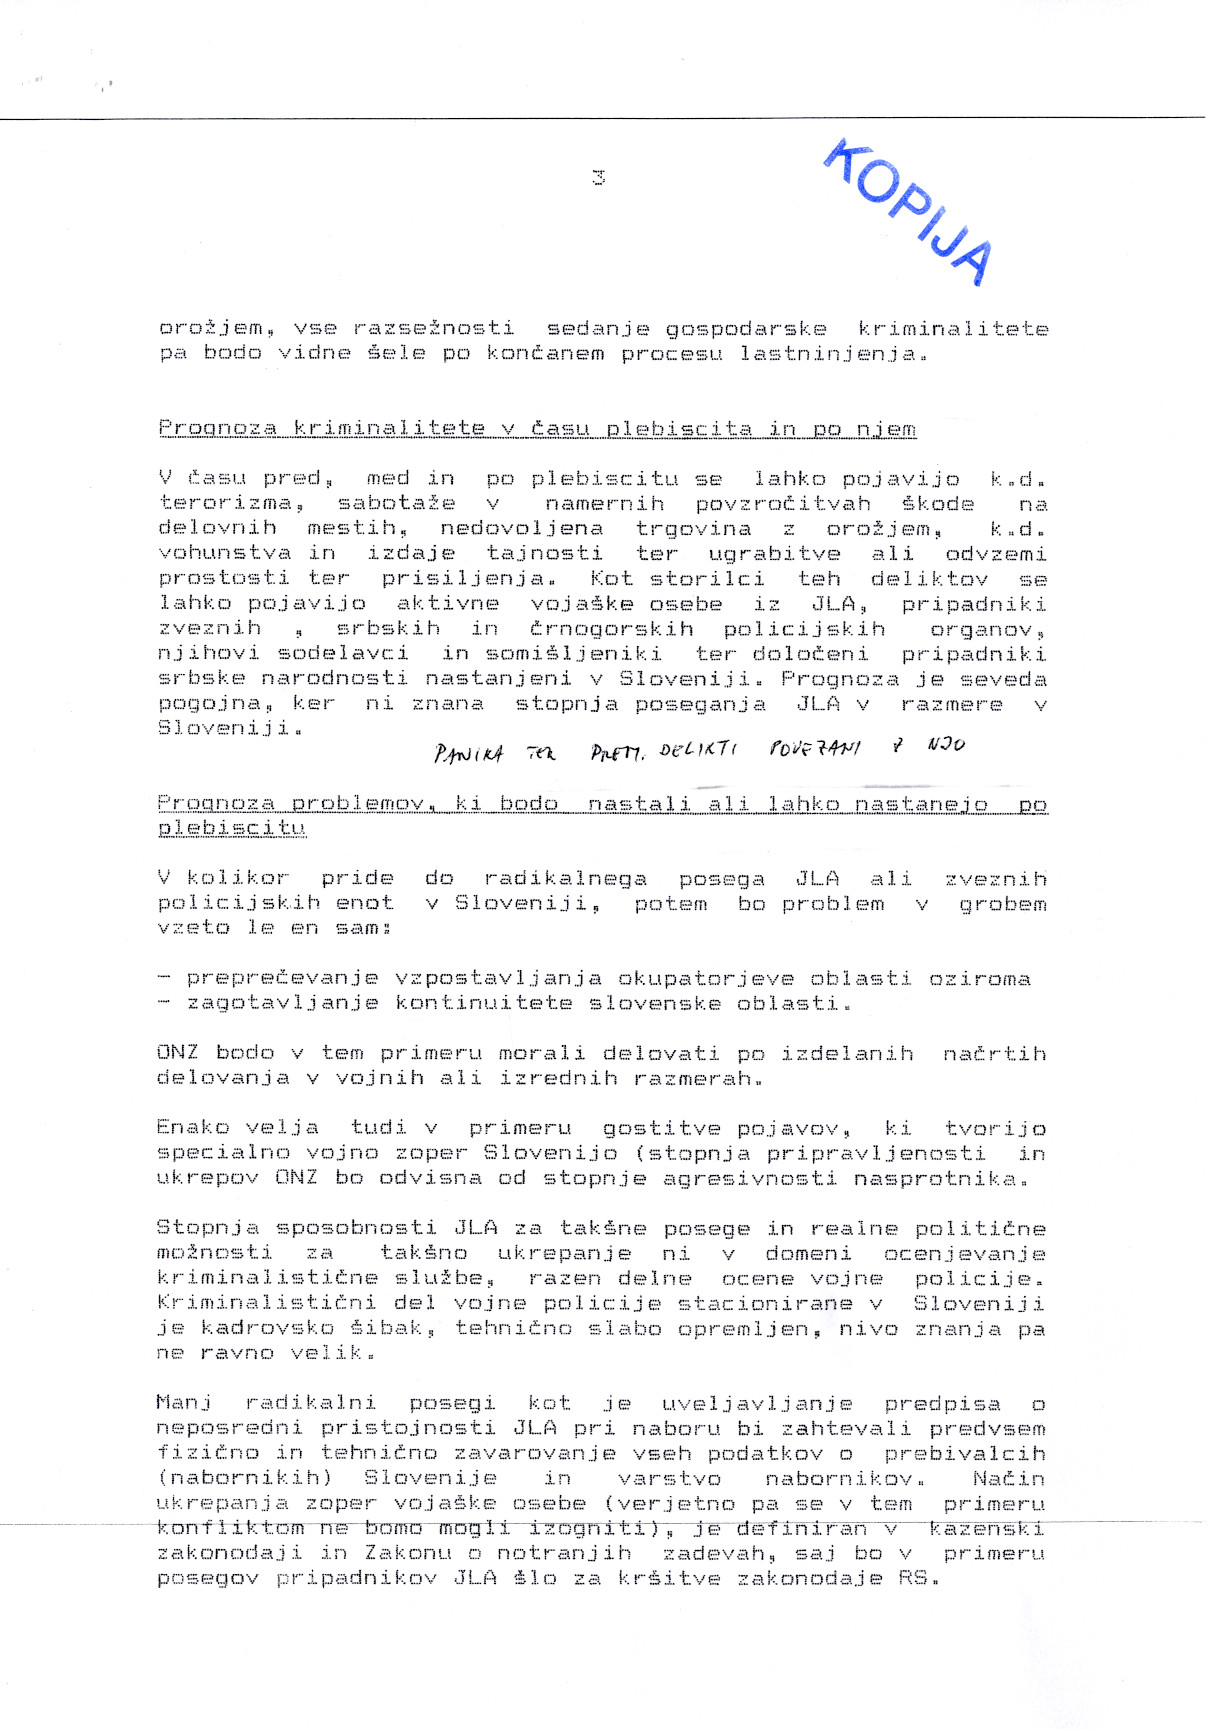 3
KOPIJA
orožjem, vse razsežnosti sedanje gospodarske kriminalitete
pa bodo vidne šele po končanem procesu lastninjenja.
Prognoza kriminalitete v času plebiscita in po njem
V času pred, med in po plebiscitu se lahko pojavijo k.d.
terorizma, sabotaže v namernih povzročitvah škode na
delovnih mestih, nedovoljena trgovina z orožjem, k.d.
vohunstva in izdaje tajnosti ter ugrabitve ali odvzemi
prostosti ter prisiljenja. Kot storilci teh deliktov se
lahko pojavijo aktivne vojaške osebe iz JLA, pripadniki
zveznih , srbskih in črnogorskih policijskih organov,
njihovi sodelavci in somišljeniki ter določeni pripadniki
srbske narodnosti nastanjeni v Sloveniji. Prognoza je seveda
pogojna, ker ni znana stopnja poseganja JLA v razmere v
Sloveniji.
PANIKA TER DELIKTI POVEZANI Z NJO
Prognoza problemov, ki bodo nastali ali lahko nastanejo po
plebiscitu
V kolikor pride do radikalnega posega JLA ali zveznih
policijskih enot v Sloveniji, potem bo problem v grobem
vzeto le en sam:
- preprečevanje vzpostavljanja okupatorjeve oblasti oziroma
- zagotavljanje kontinuitete slovenske oblasti.
ONZ bodo v tem primeru morali delovati po izdelanih načrtih
delovanja v vojnih ali izrednih razmerah.
Enako velja tudi v primeru gostitve pojavov, ki tvorijo
specialno vojno zoper Slovenijo (stopnja pripravljenosti in
ukrepov ONZ bo odvisna od stopnje agresivnosti nasprotnika.
Stopnja sposobnosti JLA za takšne posege in realne politične
možnosti za takšno ukrepanje ni v domeni ocenjevanje
kriminalistične službe, razen delne ocene vojne policije.
Kriminalistični del vojne policije stacionirane v Sloveniji
je kadrovsko šibak, tehnično slabo opremljen, nivo znanja pa
ne ravno velik.
Manj radikalni posegi kot je uveljavljanje predpisa o
neposredni pristojnosti JLA pri naboru bi zahtevali predvsem
fizično in tehnično zavarovanje vseh podatkov o prebivalcih
(nabornikih) Slovenije in varstvo nabornikov. Način
ukrepanja zoper vojaške osebe (verjetno pa se v tem primeru
konfliktom ne bomo mogli izogniti), je definiran v kazenski
zakonodaji in Zakonu o notranjih zadevah, saj bo v primeru
posegov pripadnikov JLA šlo za kršitve zakonodaje RS.